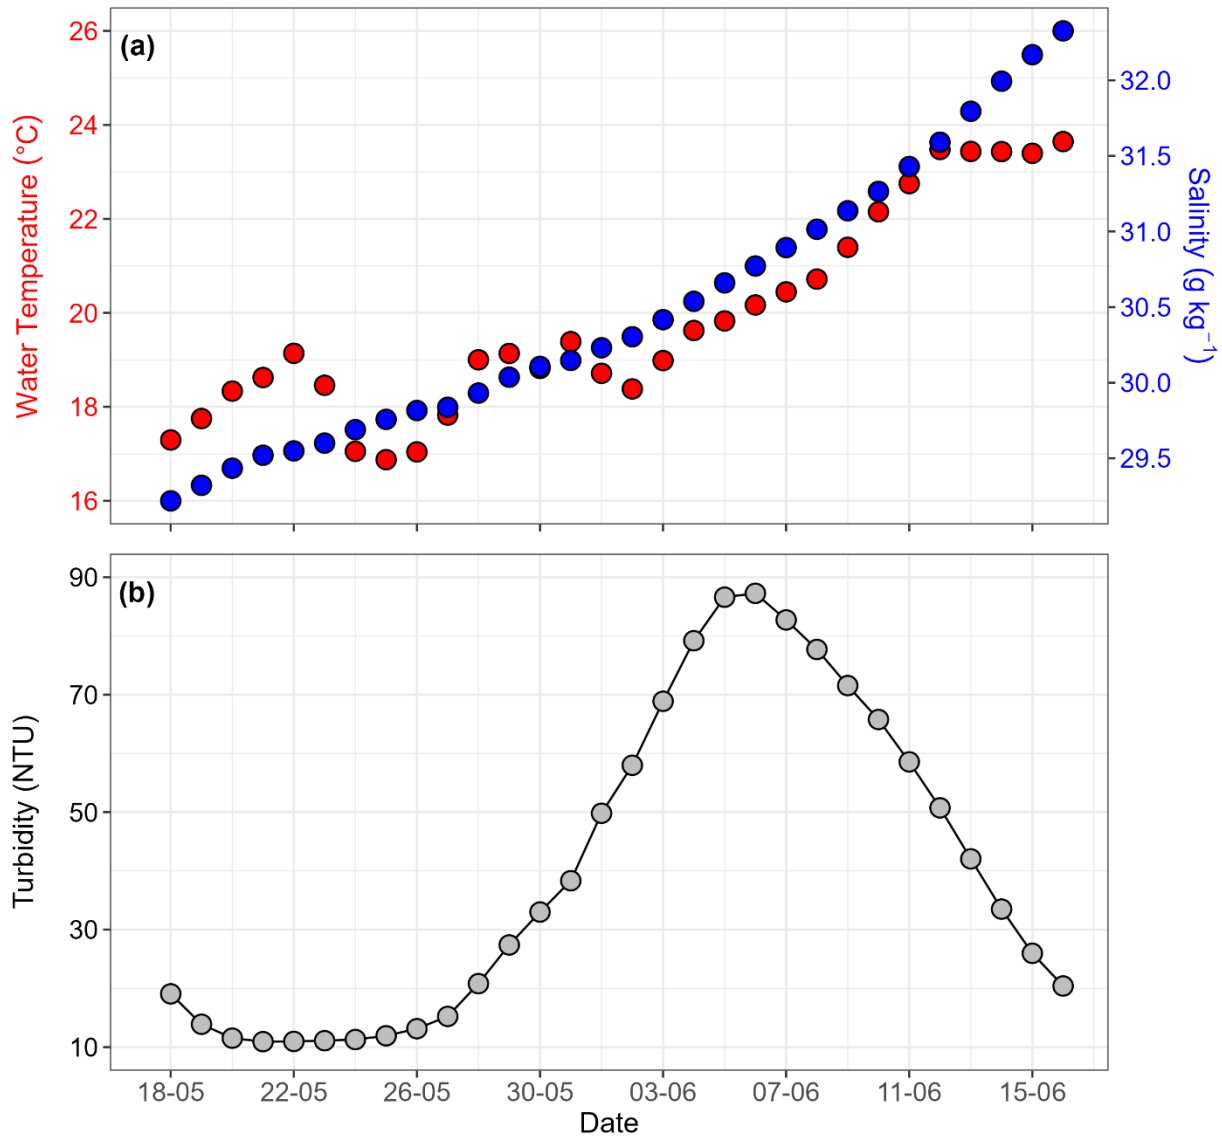 (a)
26
24
22
20
18
16
Water Temperature (°C)
32.0
31.5
31.0
30.5
30.0
29.5
Salinity (g kg⁻¹)
(b)
90
70
50
30
10
Turbidity (NTU)
18-05 22-05 26-05 30-05 03-06 07-06 11-06 15-06
Date